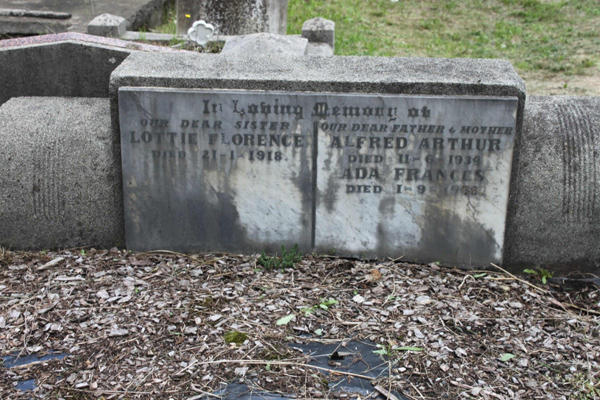 In Loving Memory of
OUR DEAR SISTER
LOTTIE FLORENCE
DIED 21-1-1918.
OUR DEAR FATHER & MOTHER
ALFRED ARTHUR
DIED 11-6-1939.
ADA FRANCES
DIED 1-9-1958.